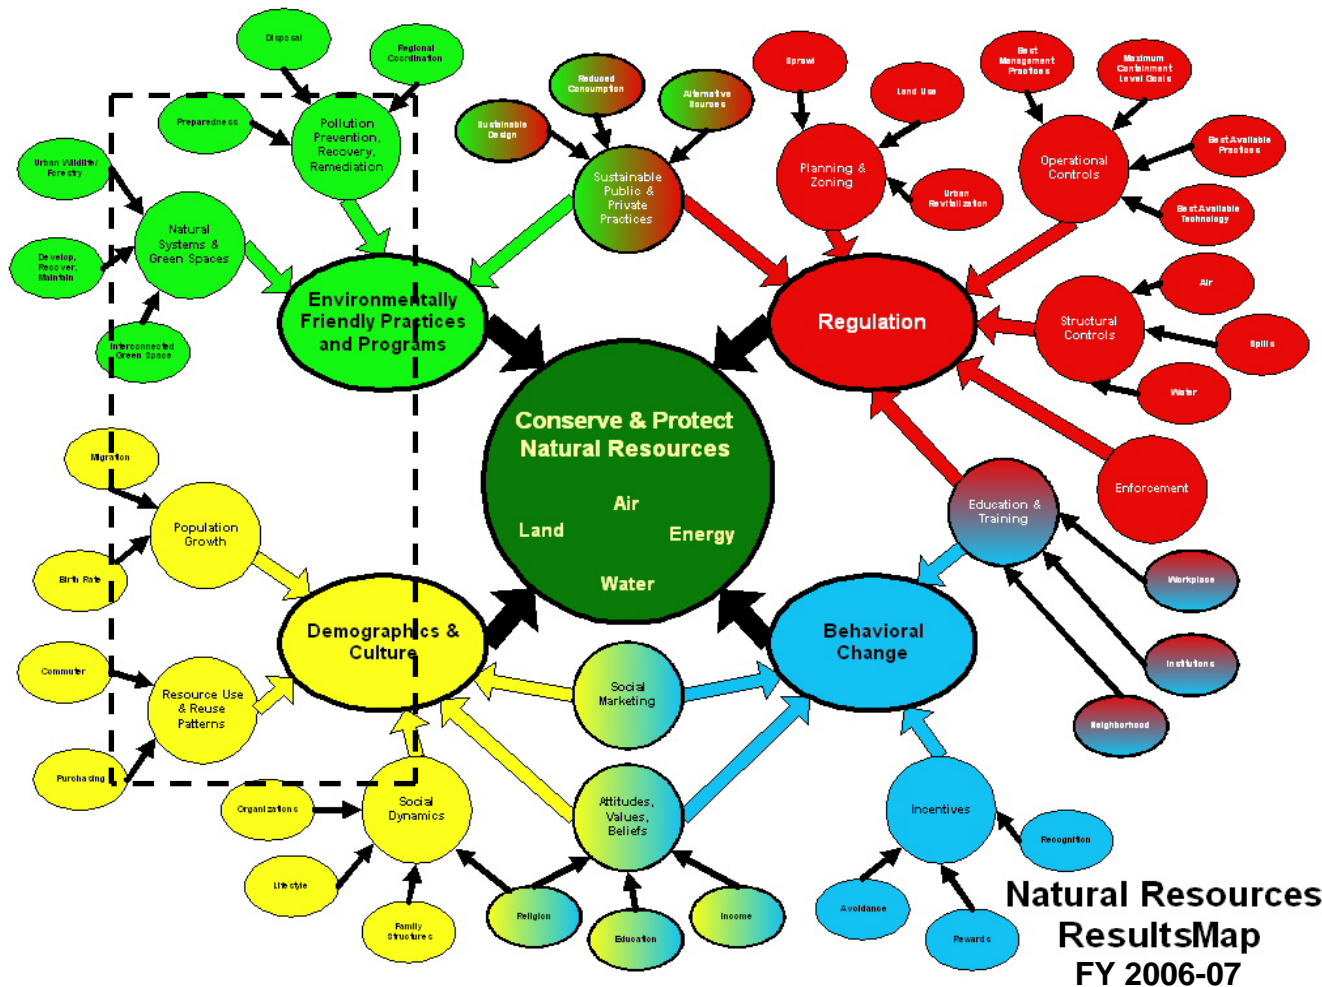 Disposal
Regional
Coordination
Preparedness
Pollution
Prevention,
Recovery,
Remediation
Urban Wildlife/
Forestry
Natural
Systems &
Green Spaces
Develop,
Recover,
Maintain
Interconnected
Green Space
Environmentally
Friendly Practices
and Programs
Reduced
Consumption
Alternative
Sources
Sustainable
Design
Sustainable
Public &
Private
Practices
Sprawl
Land Use
Planning &
Zoning
Urban
Revitalization
Best
Management
Practices
Maximum
Containment
Level Goals
Operational
Controls
Best Available
Practices
Best Available
Technology
Regulation
Air
Structural
Controls
Spills
Water
Enforcement
Conserve & Protect
Natural Resources
Air
Land
Energy
Water
Migration
Population
Growth
Birth Rate
Commuter
Resource Use
& Reuse
Patterns
Purchasing
Demographics &
Culture
Organizations
Social
Dynamics
Lifestyle
Family
Structures
Social
Marketing
Attitudes,
Values,
Beliefs
Religion
Education
Income
Behavioral
Change
Education &
Training
Workplace
Institutions
Neighborhood
Incentives
Recognition
Avoidance
Rewards
Natural Resources
ResultsMap
FY 2006-07